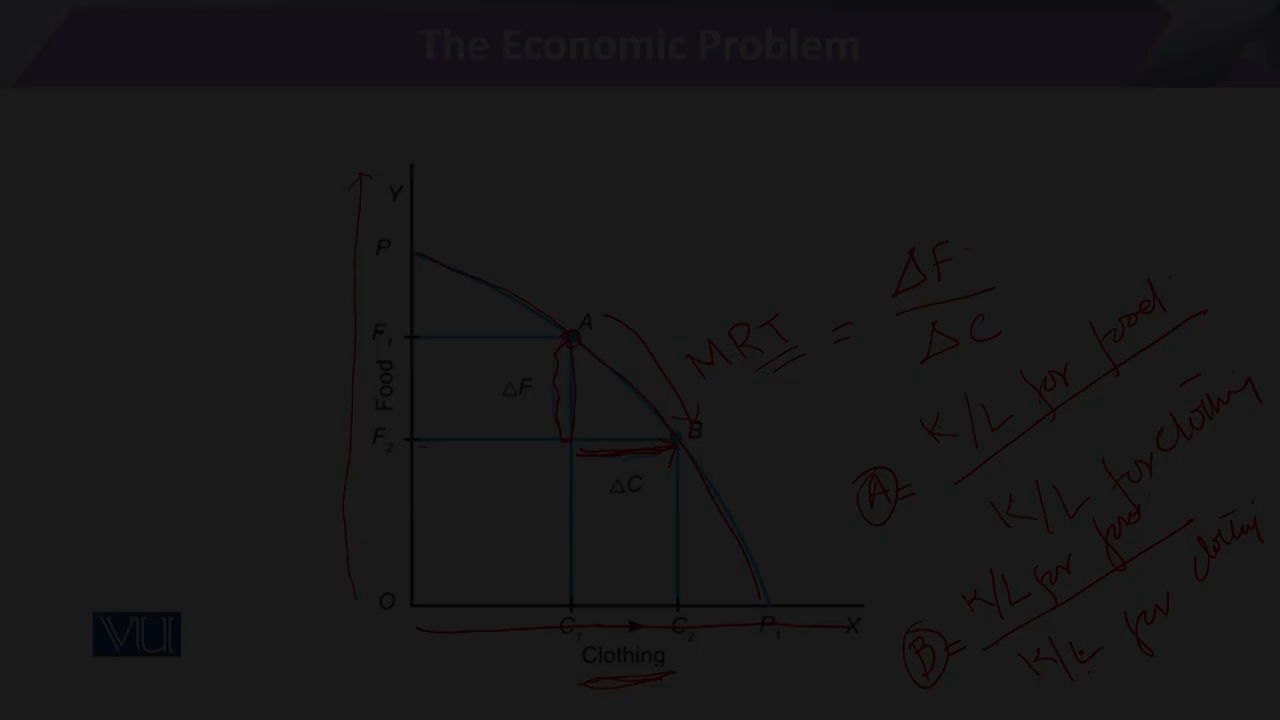 The Economic Problem
Y
P
A
F₁
ΔF
MRT = ΔF / ΔC
Food
F₂
B
ΔC
A = K/L for food
K/L for clothing
B = K/L for food
K/L for clothing
O
C₁ C₂ P₁ X
Clothing
VU